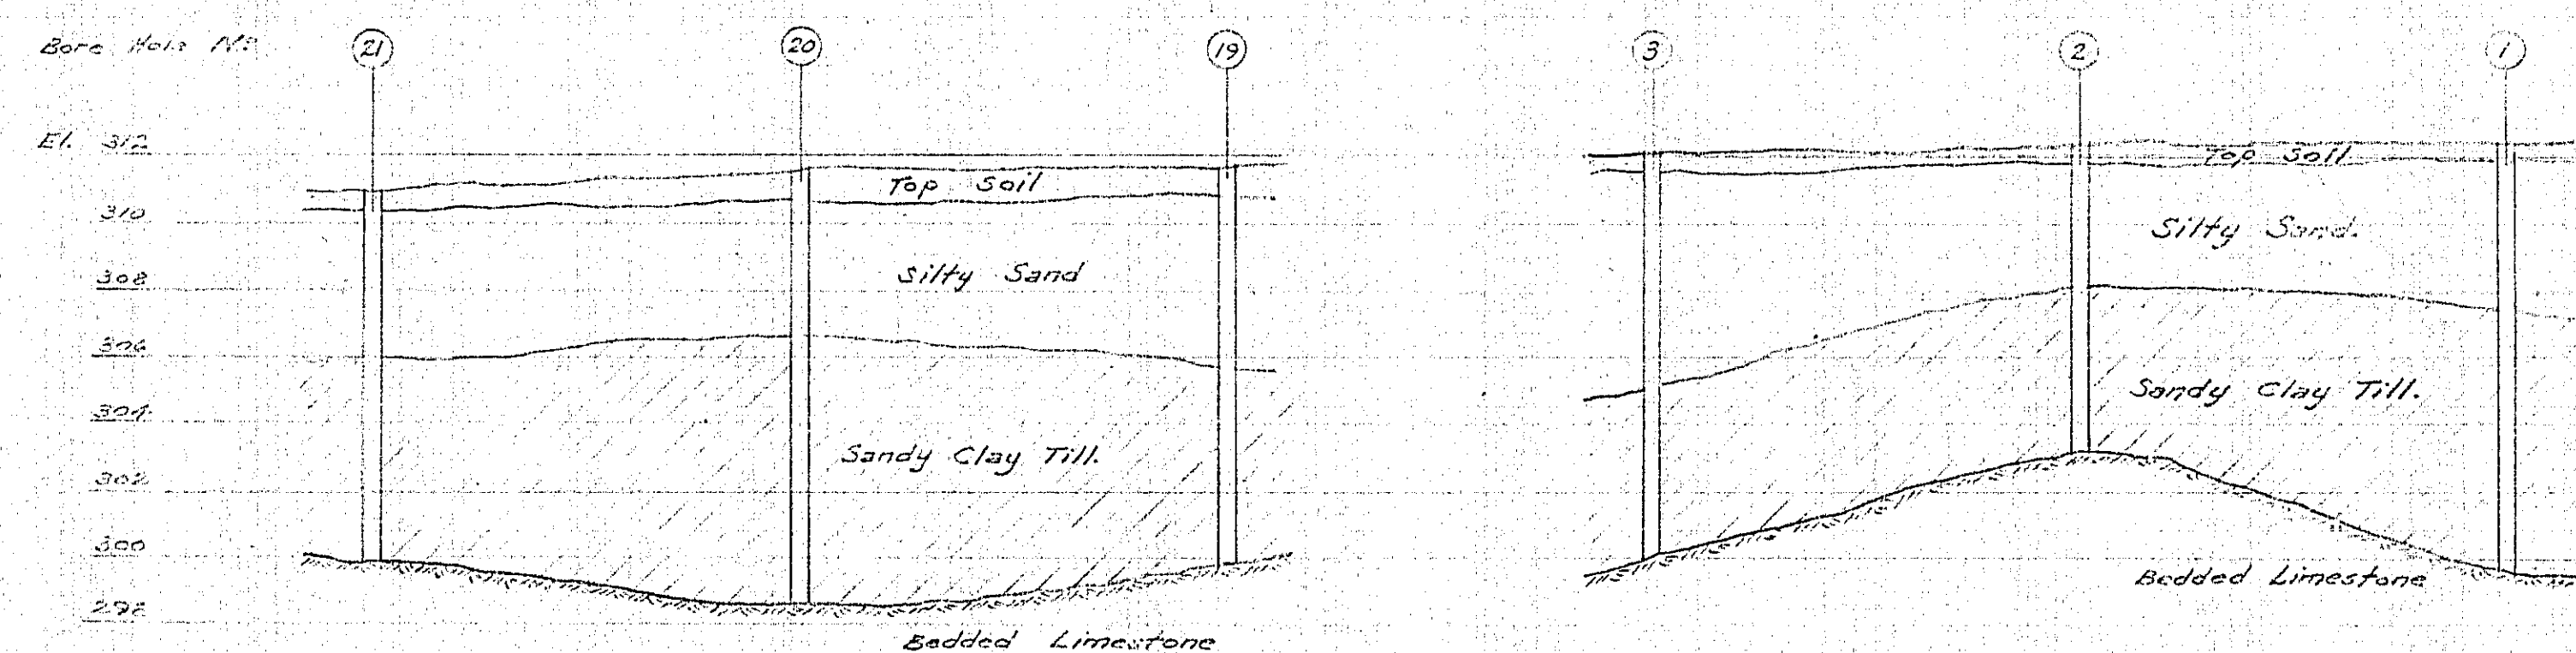 Bore Hole Nº
21
20
19
3
2
1
El. 312
310
308
306
304
302
300
298
Top Soil
Silty Sand
Sandy Clay Till.
Bedded Limestone
Top Soil
Silty Sand.
Sandy Clay Till.
Bedded Limestone